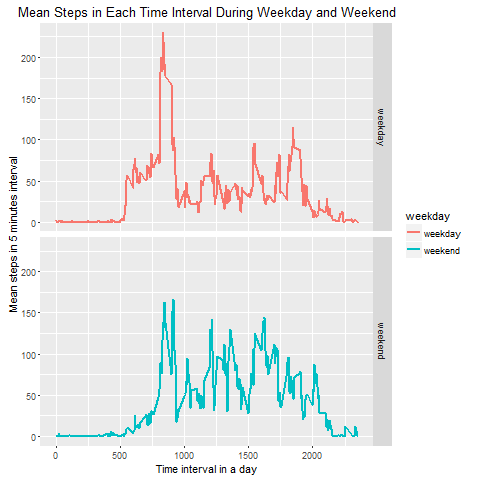 Mean Steps in Each Time Interval During Weekday and Weekend
Mean steps in 5 minutes interval
200
150
100
50
0
weekday
200
150
100
50
0
weekend
0
500
1000
1500
2000
Time interval in a day
weekday
weekday
weekend